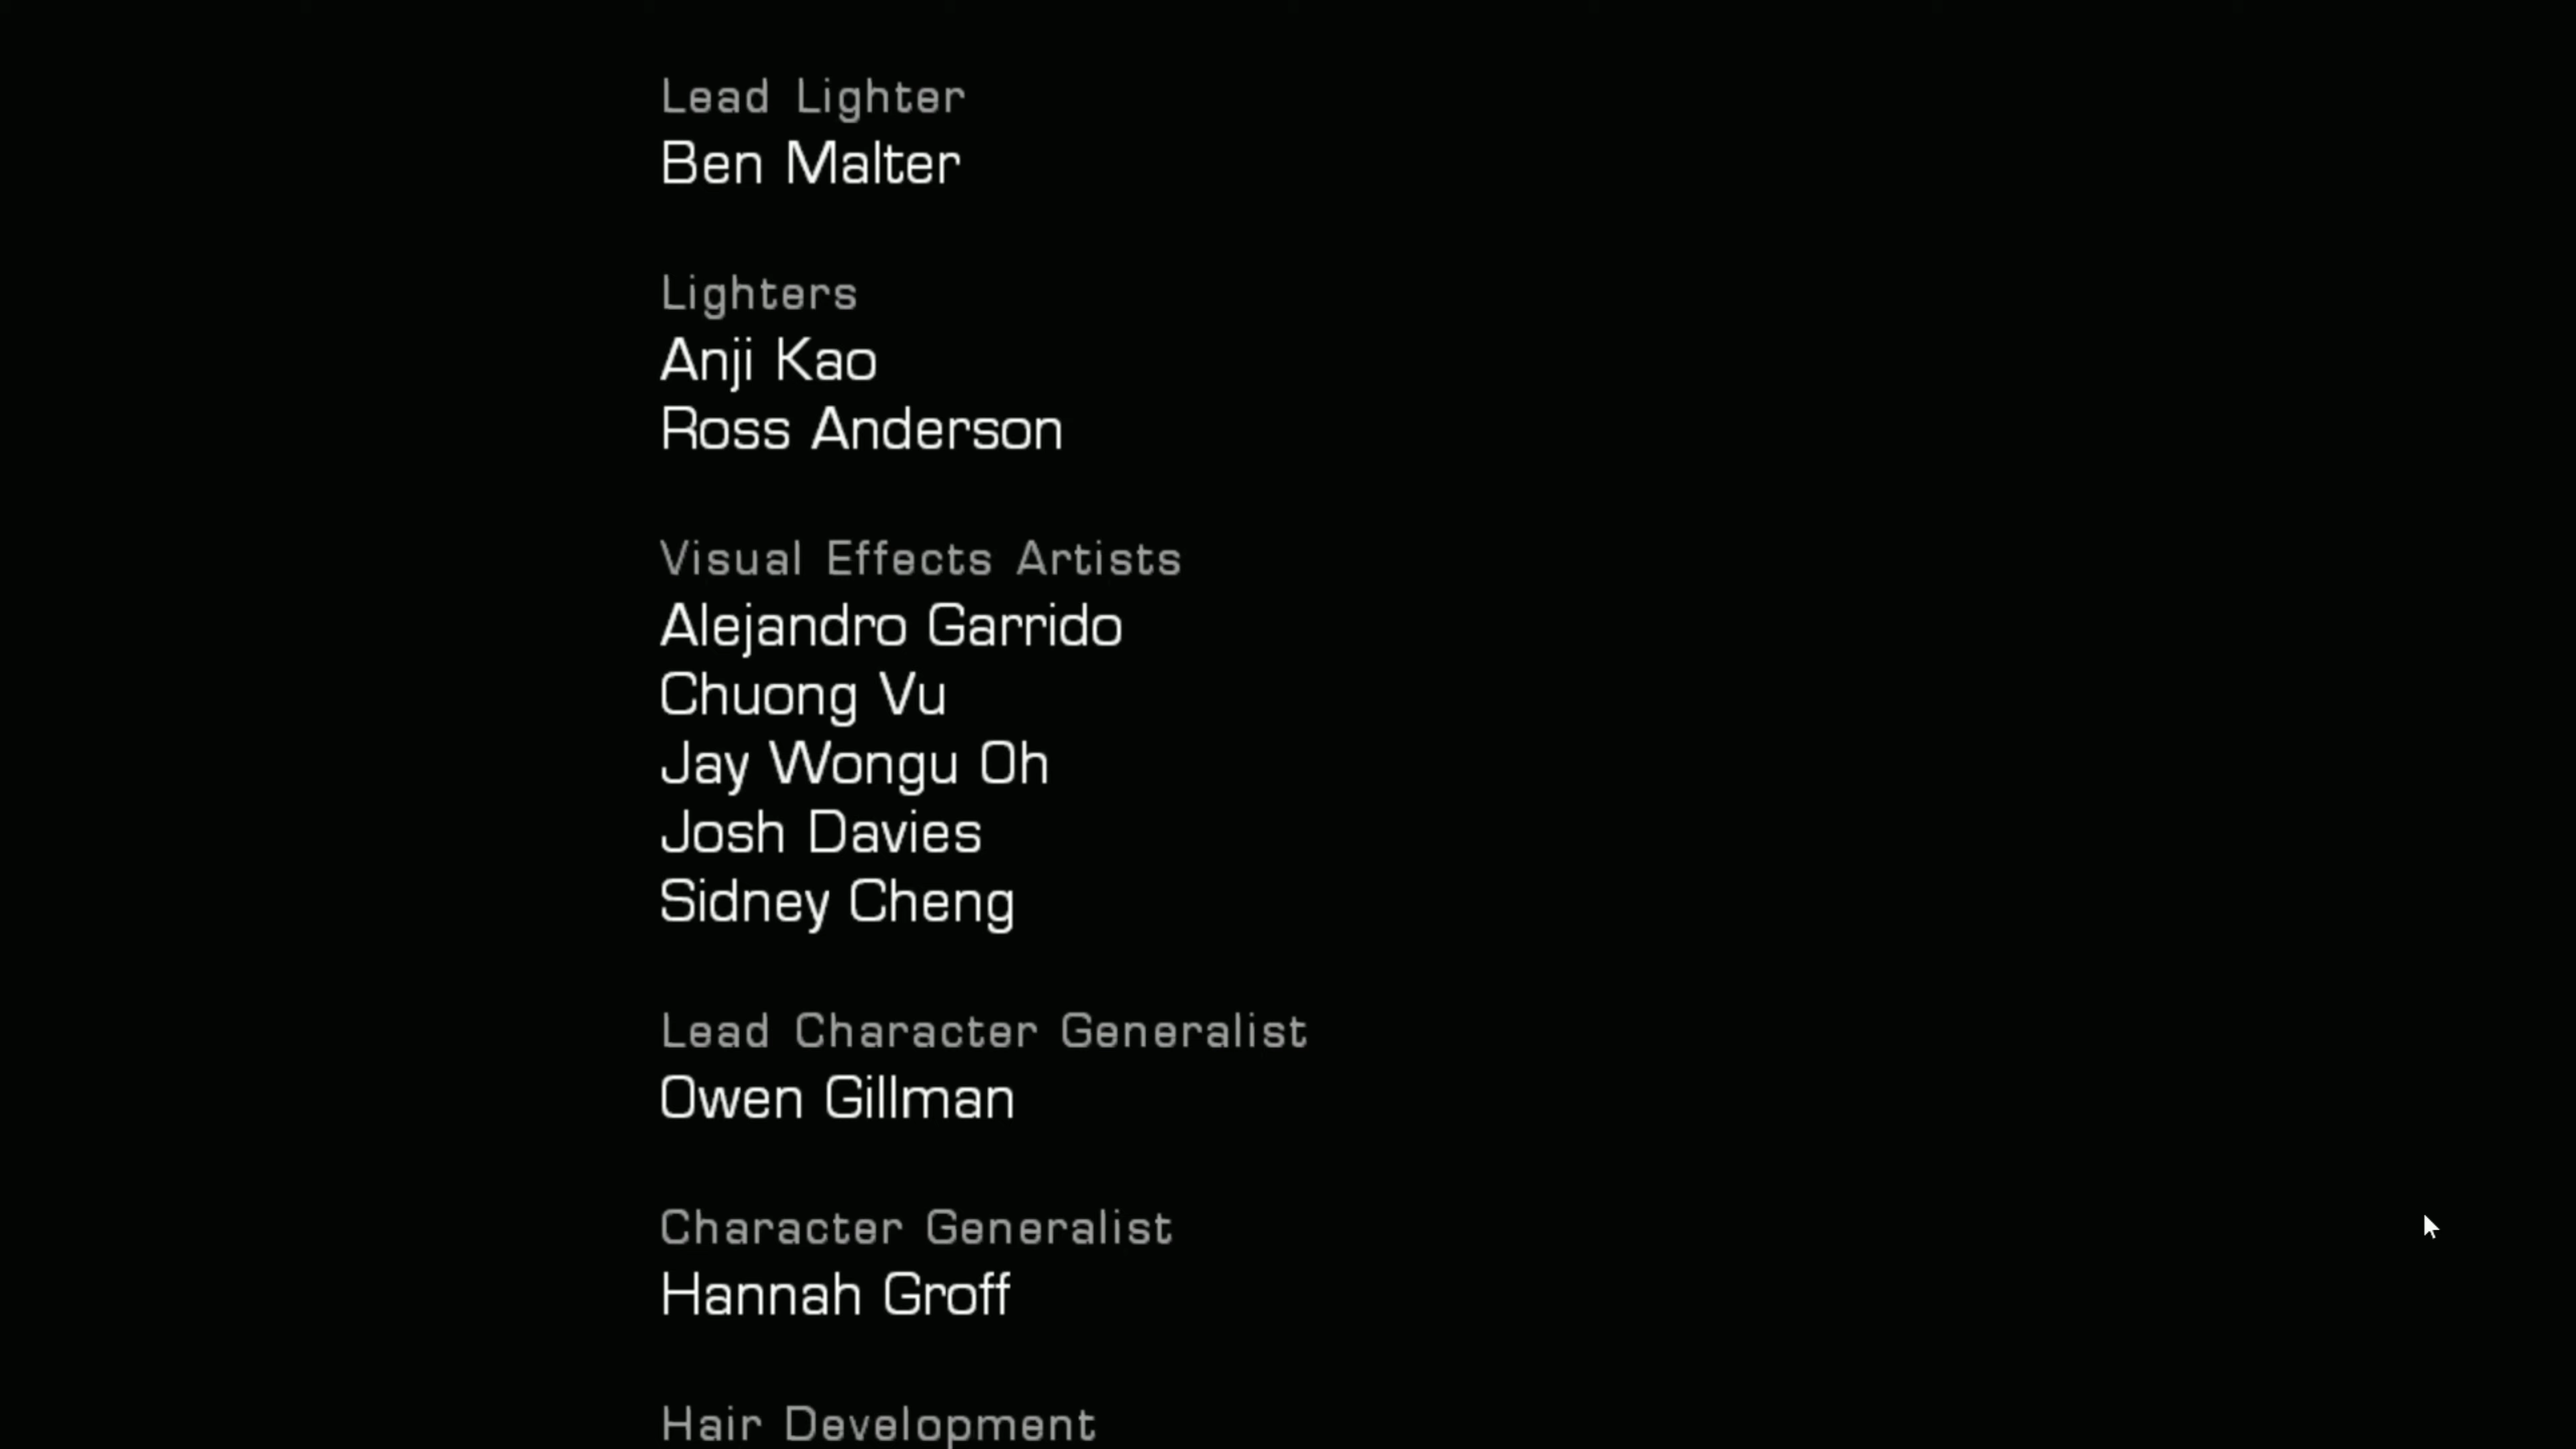 Lead Lighter
Ben Malter
Lighters
Anji Kao
Ross Anderson
Visual Effects Artists
Alejandro Garrido
Chuong Vu
Jay Wongu Oh
Josh Davies
Sidney Cheng
Lead Character Generalist
Owen Gillman
Character Generalist
Hannah Groff
Hair Development